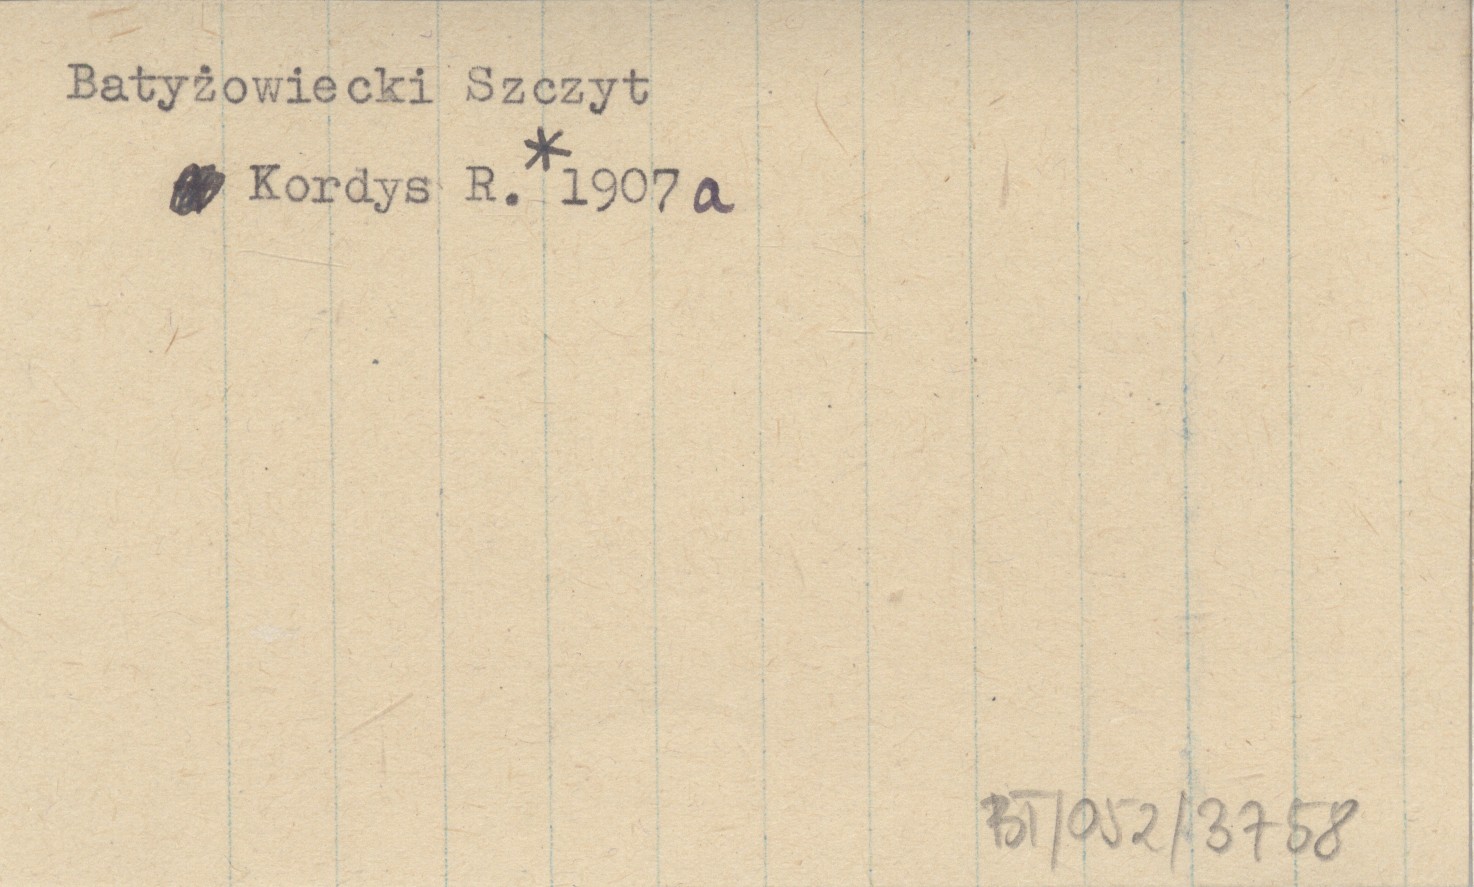 Batyżowiecki Szczyt
Kordys R.* 1907a
BT/052/3758